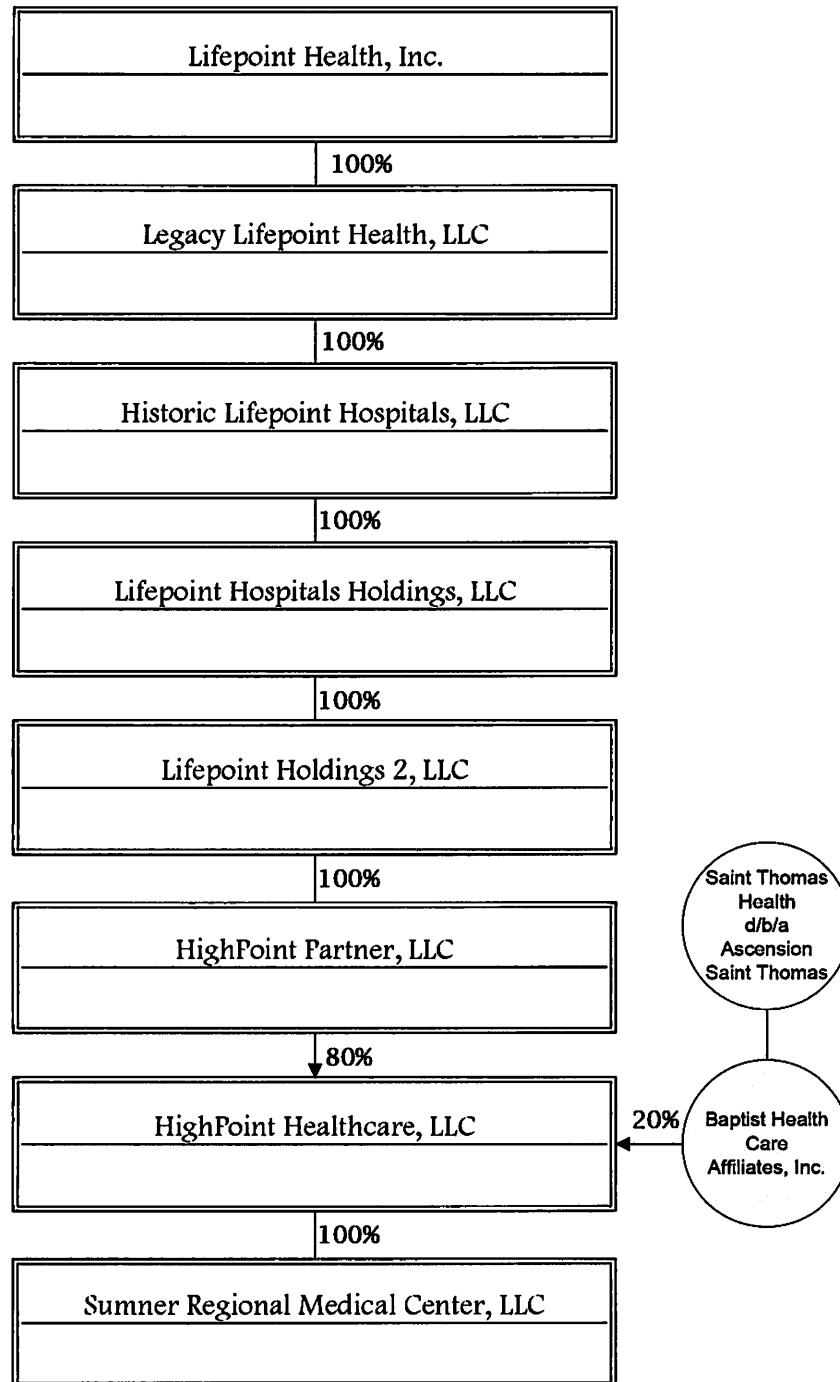 Lifepoint Health, Inc.
100%
Legacy Lifepoint Health, LLC
100%
Historic Lifepoint Hospitals, LLC
100%
Lifepoint Hospitals Holdings, LLC
100%
Lifepoint Holdings 2, LLC
100%
HighPoint Partner, LLC
Saint Thomas
Health
d/b/a
Ascension
Saint Thomas
80%
HighPoint Healthcare, LLC
20%
Baptist Health
Care
Affiliates, Inc.
100%
Sumner Regional Medical Center, LLC